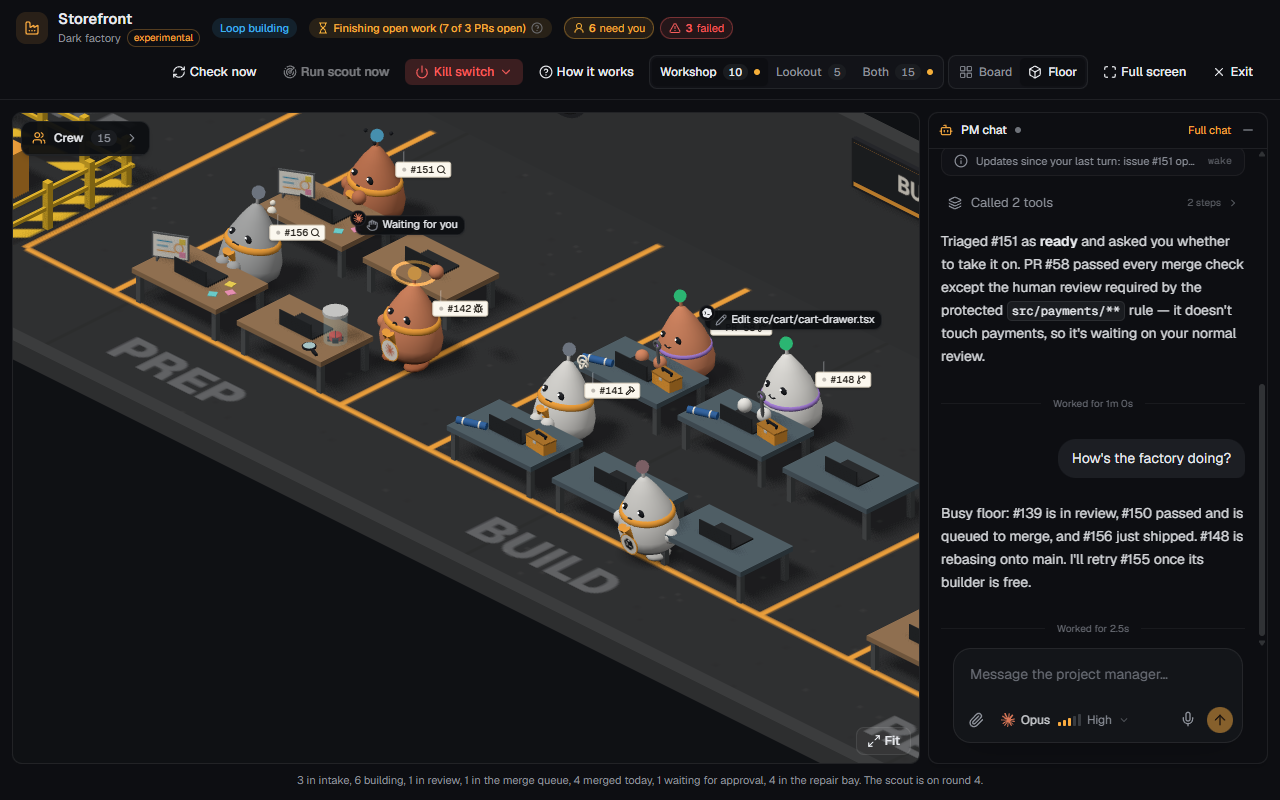 Storefront
Dark factory experimental
Loop building
Finishing open work (7 of 3 PRs open)
6 need you
3 failed
Check now
Run scout now
Kill switch
How it works
Workshop 10
Lookout 5
Both 15
Board
Floor
Full screen
Exit
Crew 15
#151
#156
Waiting for you
#142
Edit src/cart/cart-drawer.tsx
#148
#141
PREP
BUILD
BU
Fit
PM chat
Full chat
Updates since your last turn: issue #151 op... wake
Called 2 tools 2 steps
Triaged #151 as ready and asked you whether
to take it on. PR #58 passed every merge check
except the human review required by the
protected src/payments/** rule — it doesn't
touch payments, so it's waiting on your normal
review.
Worked for 1m 0s
How's the factory doing?
Busy floor: #139 is in review, #150 passed and is
queued to merge, and #156 just shipped. #148 is
rebasing onto main. I'll retry #155 once its
builder is free.
Worked for 2.5s
Message the project manager...
Opus High
3 in intake, 6 building, 1 in review, 1 in the merge queue, 4 merged today, 1 waiting for approval, 4 in the repair bay. The scout is on round 4.